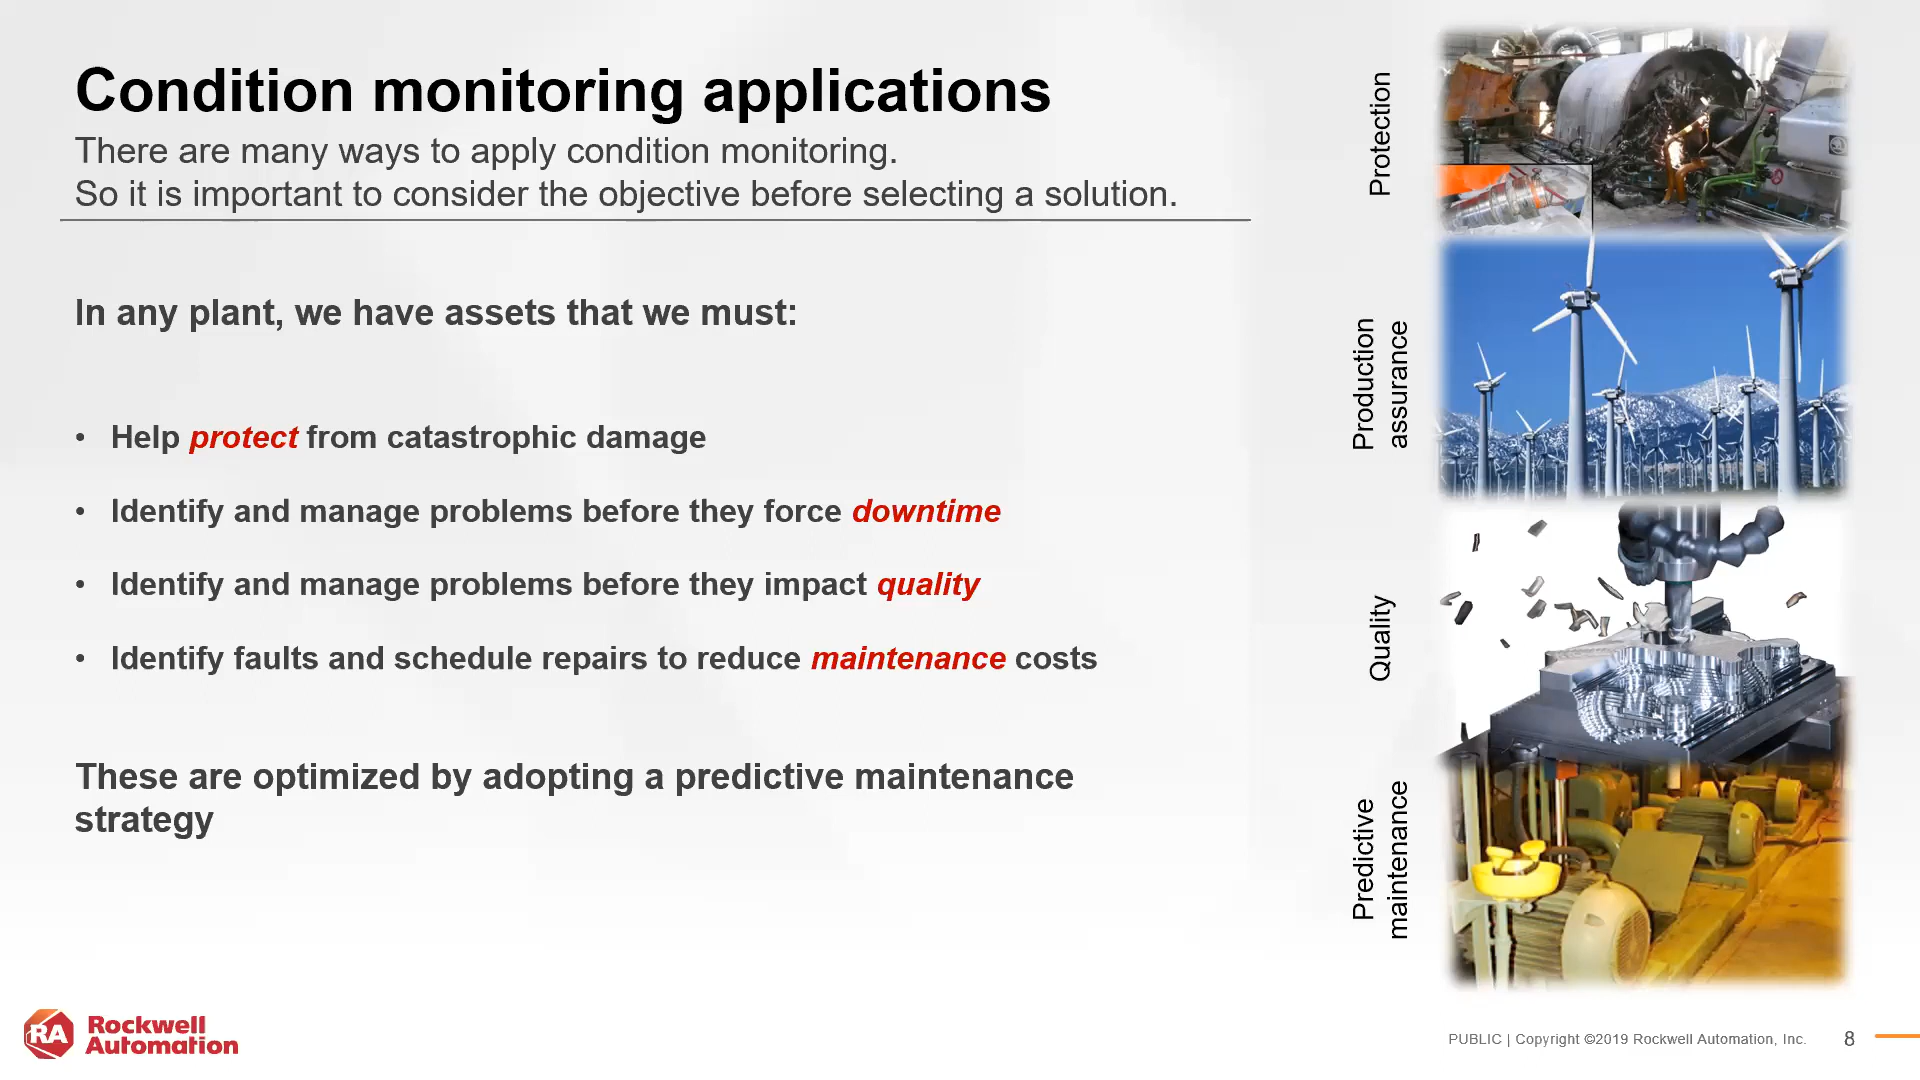 Condition monitoring applications
There are many ways to apply condition monitoring.
So it is important to consider the objective before selecting a solution.
In any plant, we have assets that we must:
• Help protect from catastrophic damage
• Identify and manage problems before they force downtime
• Identify and manage problems before they impact quality
• Identify faults and schedule repairs to reduce maintenance costs
These are optimized by adopting a predictive maintenance
strategy
Protection
Production
assurance
Quality
Predictive
maintenance
RA
Rockwell
Automation
PUBLIC | Copyright ©2019 Rockwell Automation, Inc.
8